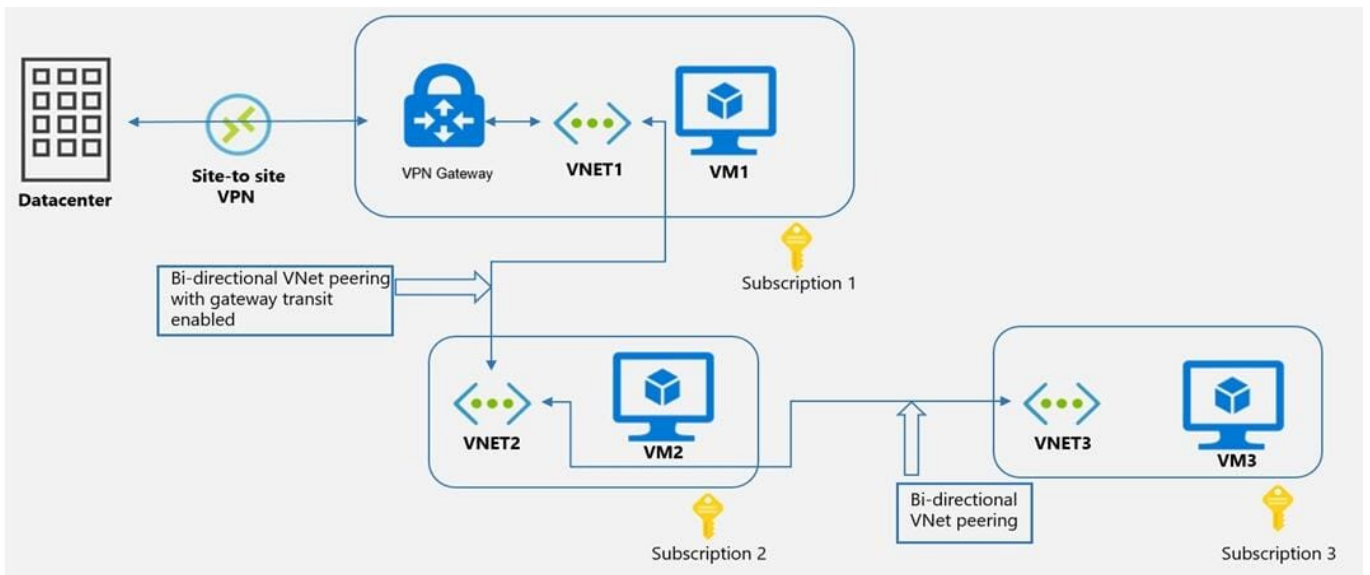 Datacenter
Site-to site
VPN
VPN Gateway
VNET1
VM1
Subscription 1
Bi-directional VNet peering
with gateway transit
enabled
VNET2
VM2
Subscription 2
Bi-directional
VNet peering
VNET3
VM3
Subscription 3